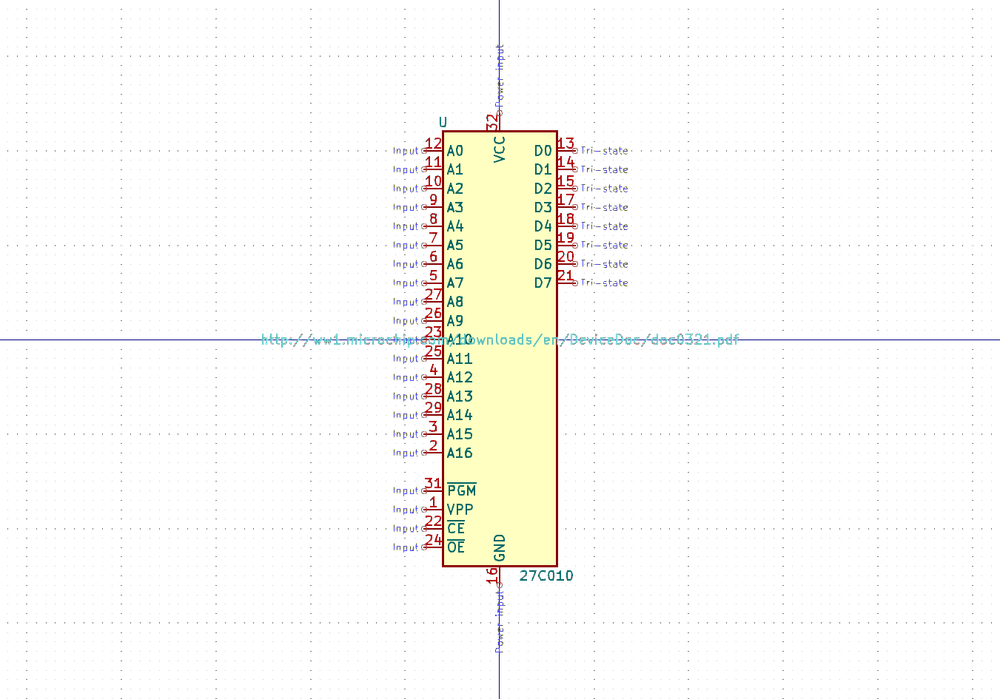 Power input
32
U
VCC
Input 12 A0 D0 13 Tri-state
Input 11 A1 D1 14 Tri-state
Input 10 A2 D2 15 Tri-state
Input 9 A3 D3 17 Tri-state
Input 8 A4 D4 18 Tri-state
Input 7 A5 D5 19 Tri-state
Input 6 A6 D6 20 Tri-state
Input 5 A7 D7 21 Tri-state
Input 27 A8
Input 26 A9
Input 23 A10
http://ww1.microchip.com/downloads/en/DeviceDoc/doc0321.pdf
Input 25 A11
Input 4 A12
Input 28 A13
Input 29 A14
Input 3 A15
Input 2 A16
Input 31 PGM
Input 1 VPP
Input 22 CE
Input 24 OE
GND
16
27C010
Power input